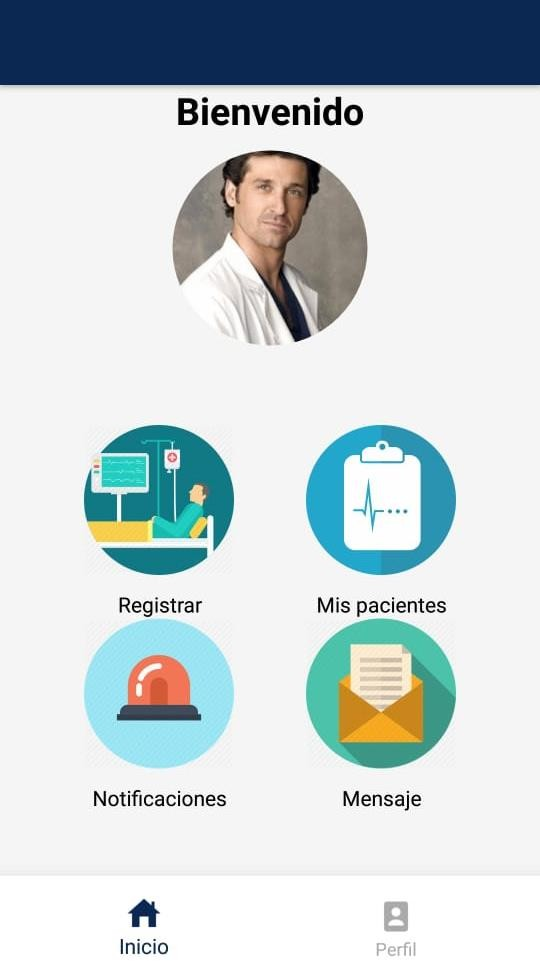 Bienvenido
Registrar
Mis pacientes
Notificaciones
Mensaje
Inicio
Perfil